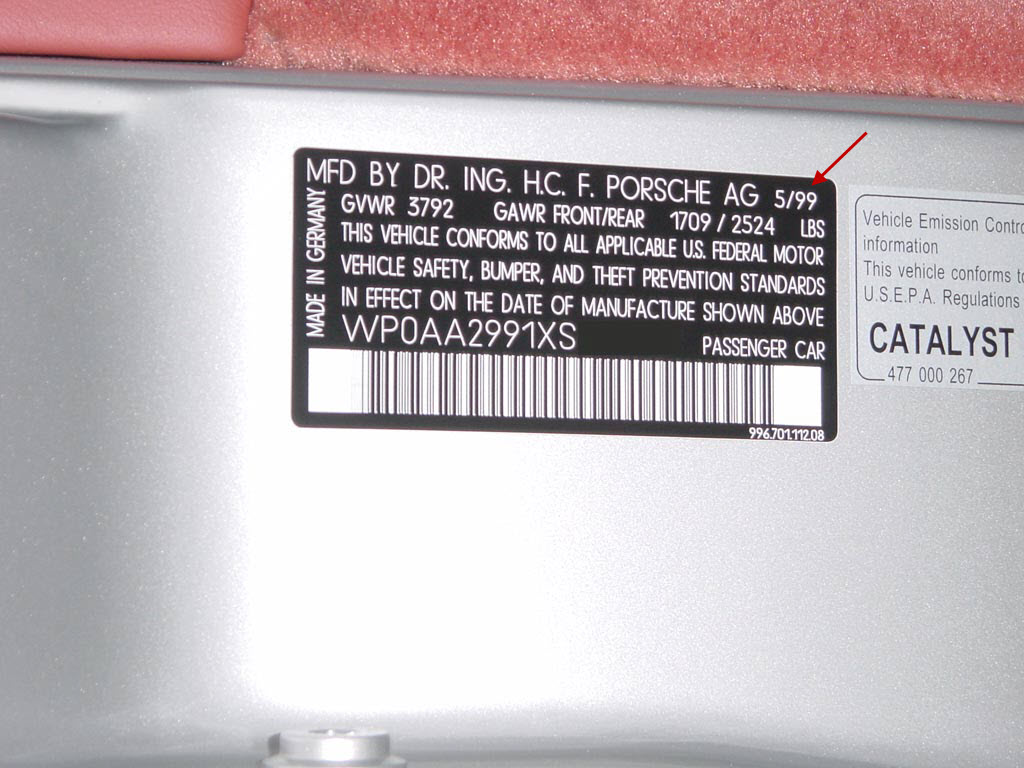 MFD BY DR. ING. H.C. F. PORSCHE AG 5/99
GVWR 3792 GAWR FRONT/REAR 1709 / 2524 LBS
THIS VEHICLE CONFORMS TO ALL APPLICABLE U.S. FEDERAL MOTOR
VEHICLE SAFETY, BUMPER, AND THEFT PREVENTION STANDARDS
IN EFFECT ON THE DATE OF MANUFACTURE SHOWN ABOVE
WP0AA2991XS
PASSENGER CAR
996.701.112.08
MADE IN GERMANY
Vehicle Emission
information
This vehicle conforms
U.S.E.P.A. Regulations
CATALYST
477 000 267